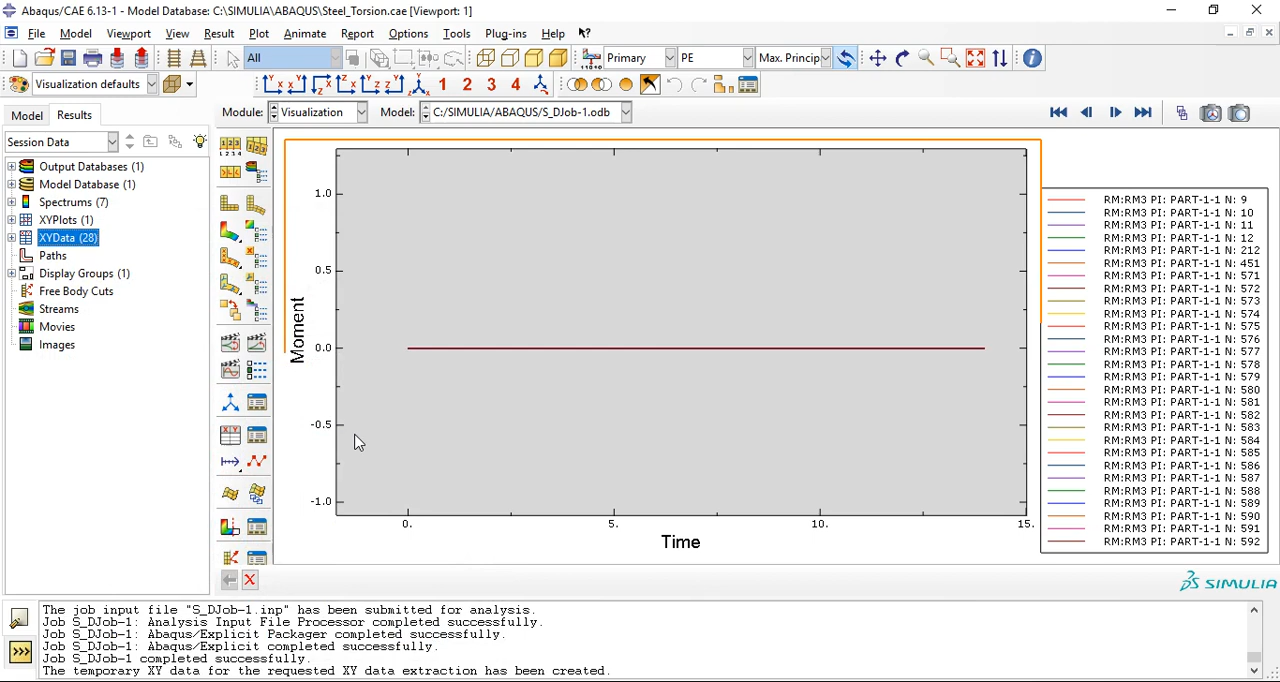 Abaqus/CAE 6.13-1 - Model Database: C:\SIMULIA\ABAQUS\Steel_Torsion.cae [Viewport: 1]
File Model Viewport View Result Plot Animate Report Options Tools Plug-ins Help
All Primary PE Max. Princip
Visualization defaults 1 2 3 4
Model Results Module: Visualization Model: C:/SIMULIA/ABAQUS/S_DJob-1.odb
Session Data
Output Databases (1)
Model Database (1)
Spectrums (7)
XYPlots (1)
XYData (28)
Paths
Display Groups (1)
Free Body Cuts
Streams
Movies
Images
Moment
1.0
0.5
0.0
-0.5
-1.0
0. 5. 10. 15.
Time
RM:RM3 PI: PART-1-1 N: 9
RM:RM3 PI: PART-1-1 N: 10
RM:RM3 PI: PART-1-1 N: 11
RM:RM3 PI: PART-1-1 N: 12
RM:RM3 PI: PART-1-1 N: 212
RM:RM3 PI: PART-1-1 N: 451
RM:RM3 PI: PART-1-1 N: 571
RM:RM3 PI: PART-1-1 N: 572
RM:RM3 PI: PART-1-1 N: 573
RM:RM3 PI: PART-1-1 N: 574
RM:RM3 PI: PART-1-1 N: 575
RM:RM3 PI: PART-1-1 N: 576
RM:RM3 PI: PART-1-1 N: 577
RM:RM3 PI: PART-1-1 N: 578
RM:RM3 PI: PART-1-1 N: 579
RM:RM3 PI: PART-1-1 N: 580
RM:RM3 PI: PART-1-1 N: 581
RM:RM3 PI: PART-1-1 N: 582
RM:RM3 PI: PART-1-1 N: 583
RM:RM3 PI: PART-1-1 N: 584
RM:RM3 PI: PART-1-1 N: 585
RM:RM3 PI: PART-1-1 N: 586
RM:RM3 PI: PART-1-1 N: 587
RM:RM3 PI: PART-1-1 N: 588
RM:RM3 PI: PART-1-1 N: 589
RM:RM3 PI: PART-1-1 N: 590
RM:RM3 PI: PART-1-1 N: 591
RM:RM3 PI: PART-1-1 N: 592
SIMULIA
The job input file "S_DJob-1.inp" has been submitted for analysis.
Job S_DJob-1: Analysis Input File Processor completed successfully.
Job S_DJob-1: Abaqus/Explicit Packager completed successfully.
Job S_DJob-1: Abaqus/Explicit completed successfully.
Job S_DJob-1 completed successfully.
The temporary XY data for the requested XY data extraction has been created.